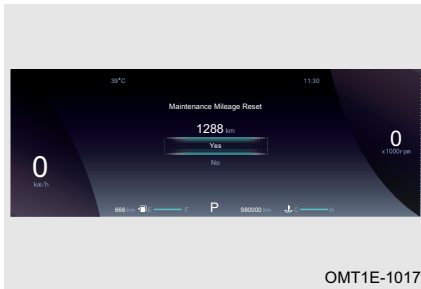 39°C 11:30
Maintenance Mileage Reset
1288 km
Yes
No
0
km/h
0
x1000rpm
666 km E F P 980000 km C H
OMT1E-1017